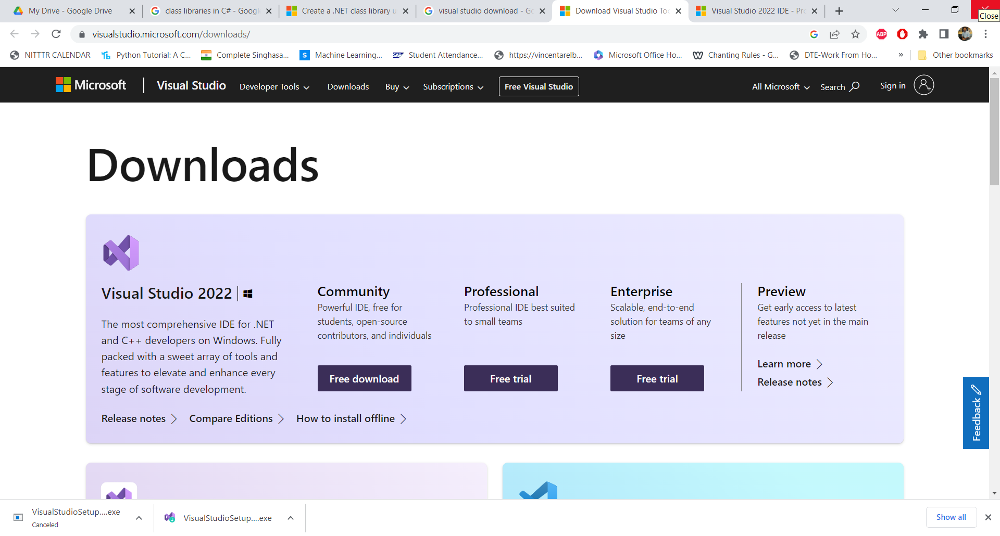 My Drive - Google Drive
class libraries in C# - Googl
Create a .NET class library u
visual studio download - Go
Download Visual Studio Too
Visual Studio 2022 IDE - Pro
Close
visualstudio.microsoft.com/downloads/
ABP
NITTTR CALENDAR
Python Tutorial: A C...
Complete Singhasa...
Machine Learning...
Student Attendance...
https://vincentarelb...
Microsoft Office Ho...
Chanting Rules - G...
DTE-Work From Ho...
»
Other bookmarks
Microsoft
Visual Studio
Developer Tools
Downloads
Buy
Subscriptions
Free Visual Studio
All Microsoft
Search
Sign in
Downloads
Visual Studio 2022
The most comprehensive IDE for .NET
and C++ developers on Windows. Fully
packed with a sweet array of tools and
features to elevate and enhance every
stage of software development.
Community
Powerful IDE, free for
students, open-source
contributors, and individuals
Free download
Professional
Professional IDE best suited
to small teams
Free trial
Enterprise
Scalable, end-to-end
solution for teams of any
size
Free trial
Preview
Get early access to latest
features not yet in the main
release
Learn more
Release notes
Release notes
Compare Editions
How to install offline
Feedback
VisualStudioSetup....exe
Canceled
VisualStudioSetup....exe
Show all